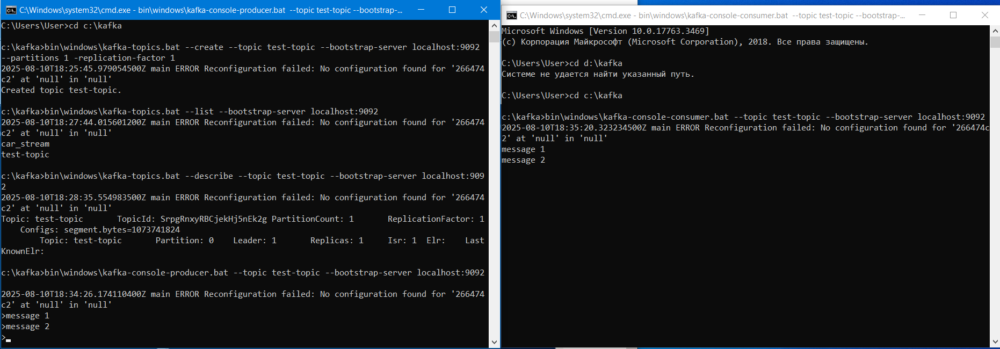 C:\Windows\system32\cmd.exe - bin\windows\kafka-console-producer.bat --topic test-topic --bootstrap-...
C:\Users\User>cd c:\kafka
c:\kafka>bin\windows\kafka-topics.bat --create --topic test-topic --bootstrap-server localhost:9092
--partitions 1 -replication-factor 1
2025-08-10T18:25:45.979054500Z main ERROR Reconfiguration failed: No configuration found for '266474
c2' at 'null' in 'null'
Created topic test-topic.
c:\kafka>bin\windows\kafka-topics.bat --list --bootstrap-server localhost:9092
2025-08-10T18:27:44.015601200Z main ERROR Reconfiguration failed: No configuration found for '266474
c2' at 'null' in 'null'
car_stream
test-topic
c:\kafka>bin\windows\kafka-topics.bat --describe --topic test-topic --bootstrap-server localhost:909
2
2025-08-10T18:28:35.554983500Z main ERROR Reconfiguration failed: No configuration found for '266474
c2' at 'null' in 'null'
Topic: test-topic TopicId: SrpgRnxyRBCjekHj5nEk2g PartitionCount: 1 ReplicationFactor: 1
Configs: segment.bytes=1073741824
Topic: test-topic Partition: 0 Leader: 1 Replicas: 1 Isr: 1 Elr: Last
KnownElr:
c:\kafka>bin\windows\kafka-console-producer.bat --topic test-topic --bootstrap-server localhost:9092
2025-08-10T18:34:26.174110400Z main ERROR Reconfiguration failed: No configuration found for '266474
c2' at 'null' in 'null'
>message 1
>message 2
>
C:\Windows\system32\cmd.exe - bin\windows\kafka-console-consumer.bat --topic test-topic --bootstrap-...
Microsoft Windows [Version 10.0.17763.3469]
(c) Корпорация Майкрософт (Microsoft Corporation), 2018. Все права защищены.
C:\Users\User>cd d:\kafka
Системе не удается найти указанный путь.
C:\Users\User>cd c:\kafka
c:\kafka>bin\windows\kafka-console-consumer.bat --topic test-topic --bootstrap-server localhost:9092
2025-08-10T18:35:20.323234500Z main ERROR Reconfiguration failed: No configuration found for '266474c
2' at 'null' in 'null'
message 1
message 2